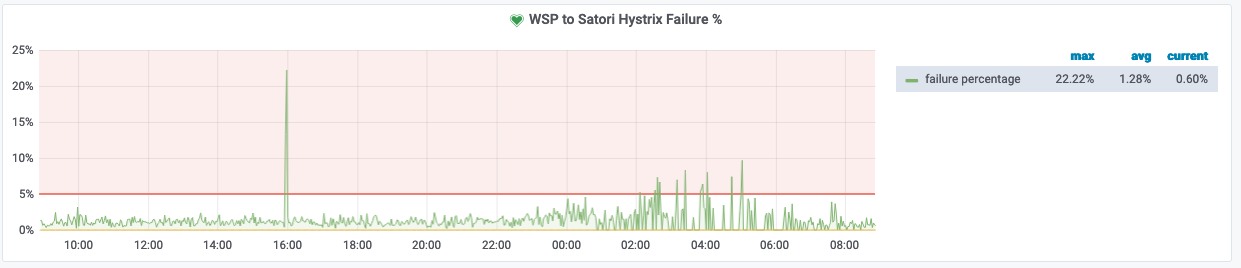 WSP to Satori Hystrix Failure %
25%
20%
15%
10%
5%
0%
10:00 12:00 14:00 16:00 18:00 20:00 22:00 00:00 02:00 04:00 06:00 08:00
max avg current
failure percentage 22.22% 1.28% 0.60%